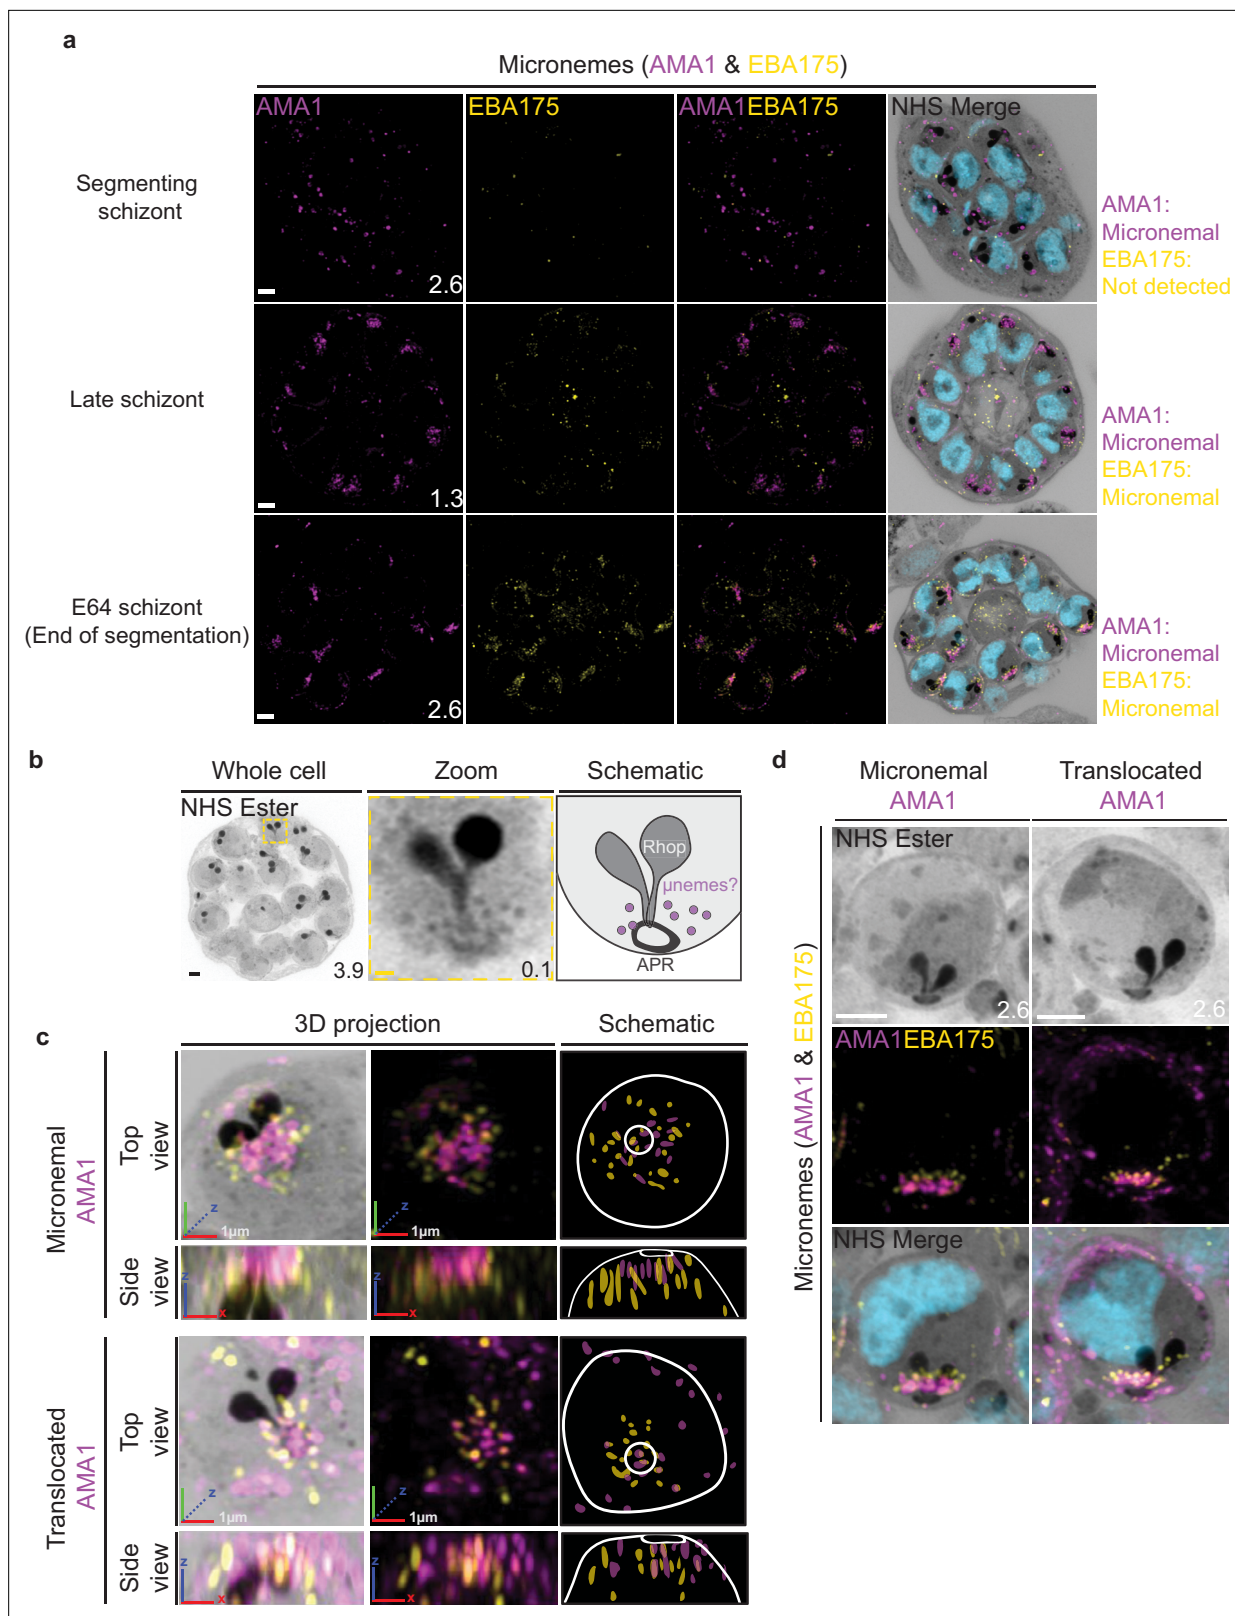 a
Micronemes (AMA1 & EBA175)
AMA1
EBA175
AMA1EBA175
NHS Merge
Segmenting
schizont
2.6
AMA1:
Micronemal
EBA175:
Not detected
Late schizont
1.3
AMA1:
Micronemal
EBA175:
Micronemal
E64 schizont
(End of segmentation)
2.6
AMA1:
Micronemal
EBA175:
Micronemal
b
Whole cell
Zoom
Schematic
NHS Ester
3.9
0.1
Rhop
µnemes?
APR
c
3D projection
Schematic
Micronemal
AMA1
Top
view
z
1µm
z
1µm
Side
view
z
x
z
x
Translocated
AMA1
Top
view
z
1µm
z
1µm
Side
view
z
x
z
x
d
Micronemal
AMA1
Translocated
AMA1
Micronemes (AMA1 & EBA175)
NHS Ester
2.6
2.6
AMA1EBA175
NHS Merge